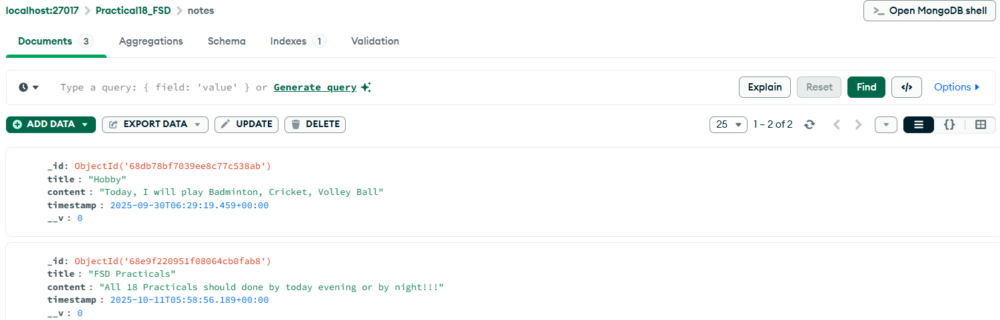 localhost:27017 > Practical18_FSD > notes
>_ Open MongoDB shell
Documents 3 Aggregations Schema Indexes 1 Validation
Type a query: { field: 'value' } or Generate query
Explain Reset Find </> Options
ADD DATA EXPORT DATA UPDATE DELETE
25 1 – 2 of 2 {}
_id: ObjectId('68db78bf7039ee8c77c538ab')
title : "Hobby"
content : "Today, I will play Badminton, Cricket, Volley Ball"
timestamp : 2025-09-30T06:29:19.459+00:00
__v : 0
_id: ObjectId('68e9f220951f08064cb0fab8')
title : "FSD Practicals"
content : "All 18 Practicals should done by today evening or by night!!!"
timestamp : 2025-10-11T05:58:56.189+00:00
__v : 0